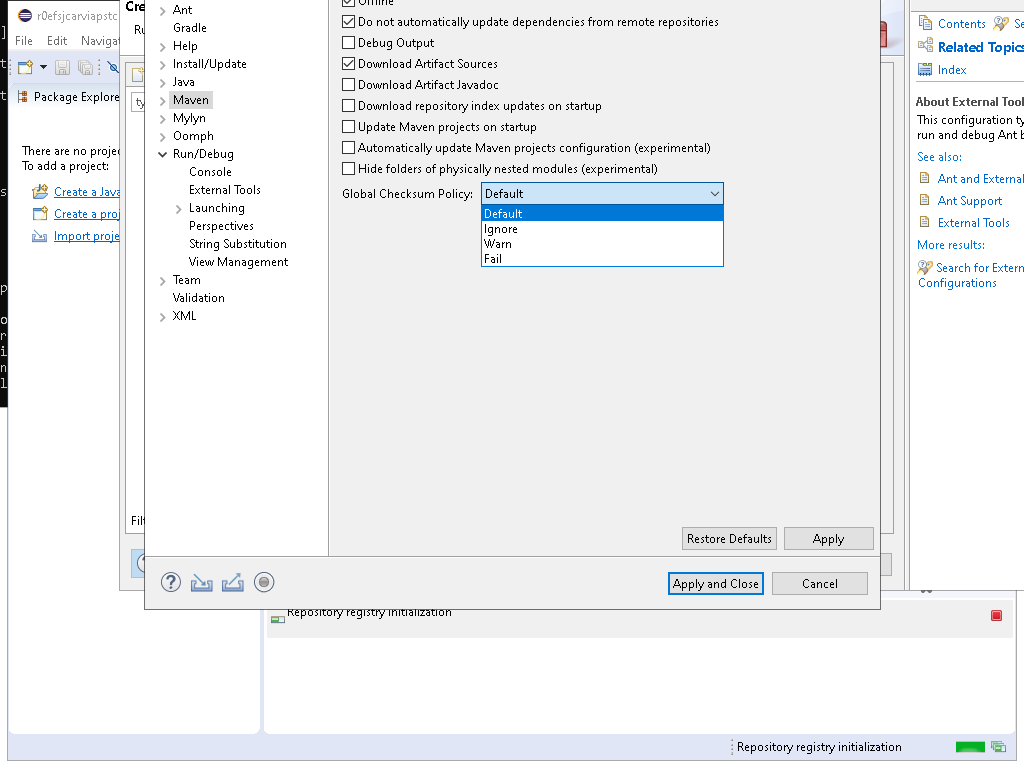 r0efsjcarviapstc
File Edit Navigat
Package Explore
There are no projec
To add a project:
Create a Java
Create a proj
Import proje
Cre
Ru
ty
Filt
Ant
Gradle
Help
Install/Update
Java
Maven
Mylyn
Oomph
Run/Debug
Console
External Tools
Launching
Perspectives
String Substitution
View Management
Team
Validation
XML
Offline
Do not automatically update dependencies from remote repositories
Debug Output
Download Artifact Sources
Download Artifact Javadoc
Download repository index updates on startup
Update Maven projects on startup
Automatically update Maven projects configuration (experimental)
Hide folders of physically nested modules (experimental)
Global Checksum Policy: Default
Default
Ignore
Warn
Fail
Restore Defaults Apply
Apply and Close Cancel
Contents Se
Related Topics
Index
About External Tool
This configuration ty
run and debug Ant b
See also:
Ant and External
Ant Support
External Tools
More results:
Search for Extern
Configurations
Repository registry initialization
Repository registry initialization